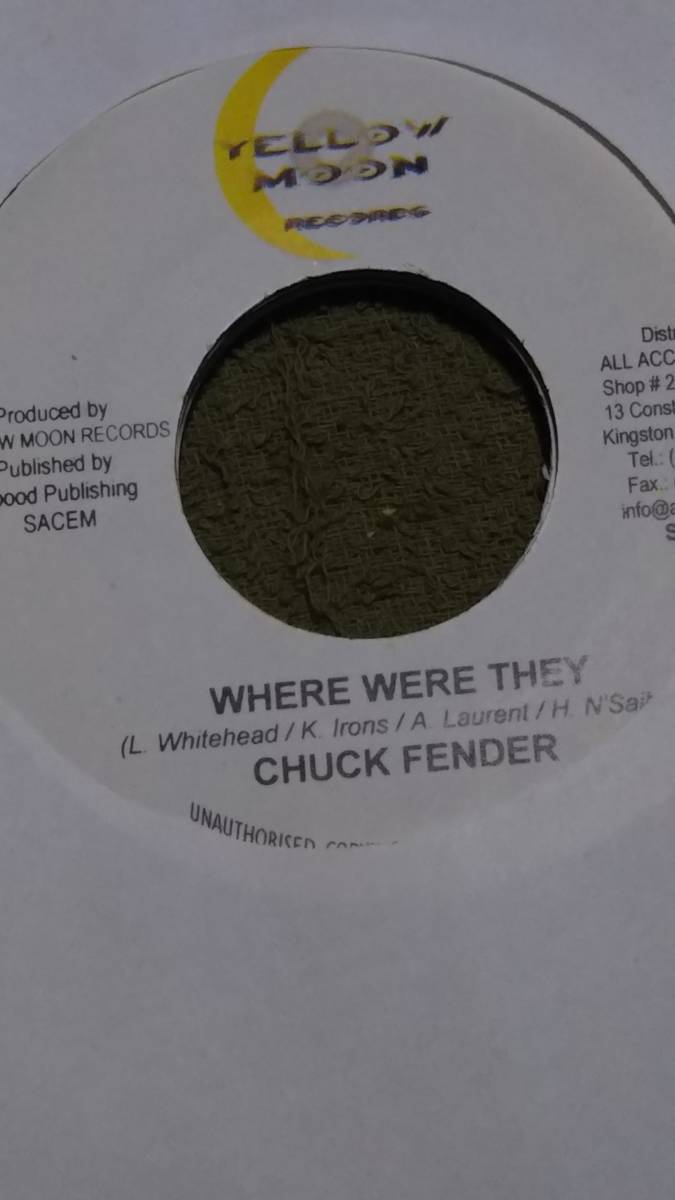 YELLOW
MOON
RECORDS
Produced by
W MOON RECORDS
Published by
ood Publishing
SACEM
Dist
ALL ACC
Shop # 2
13 Const
Kingston
Tel.: (
Fax.:
info@a
WHERE WERE THEY
(L. Whitehead / K. Irons / A. Laurent / H. N'Sai
CHUCK FENDER
UNAUTHORISED